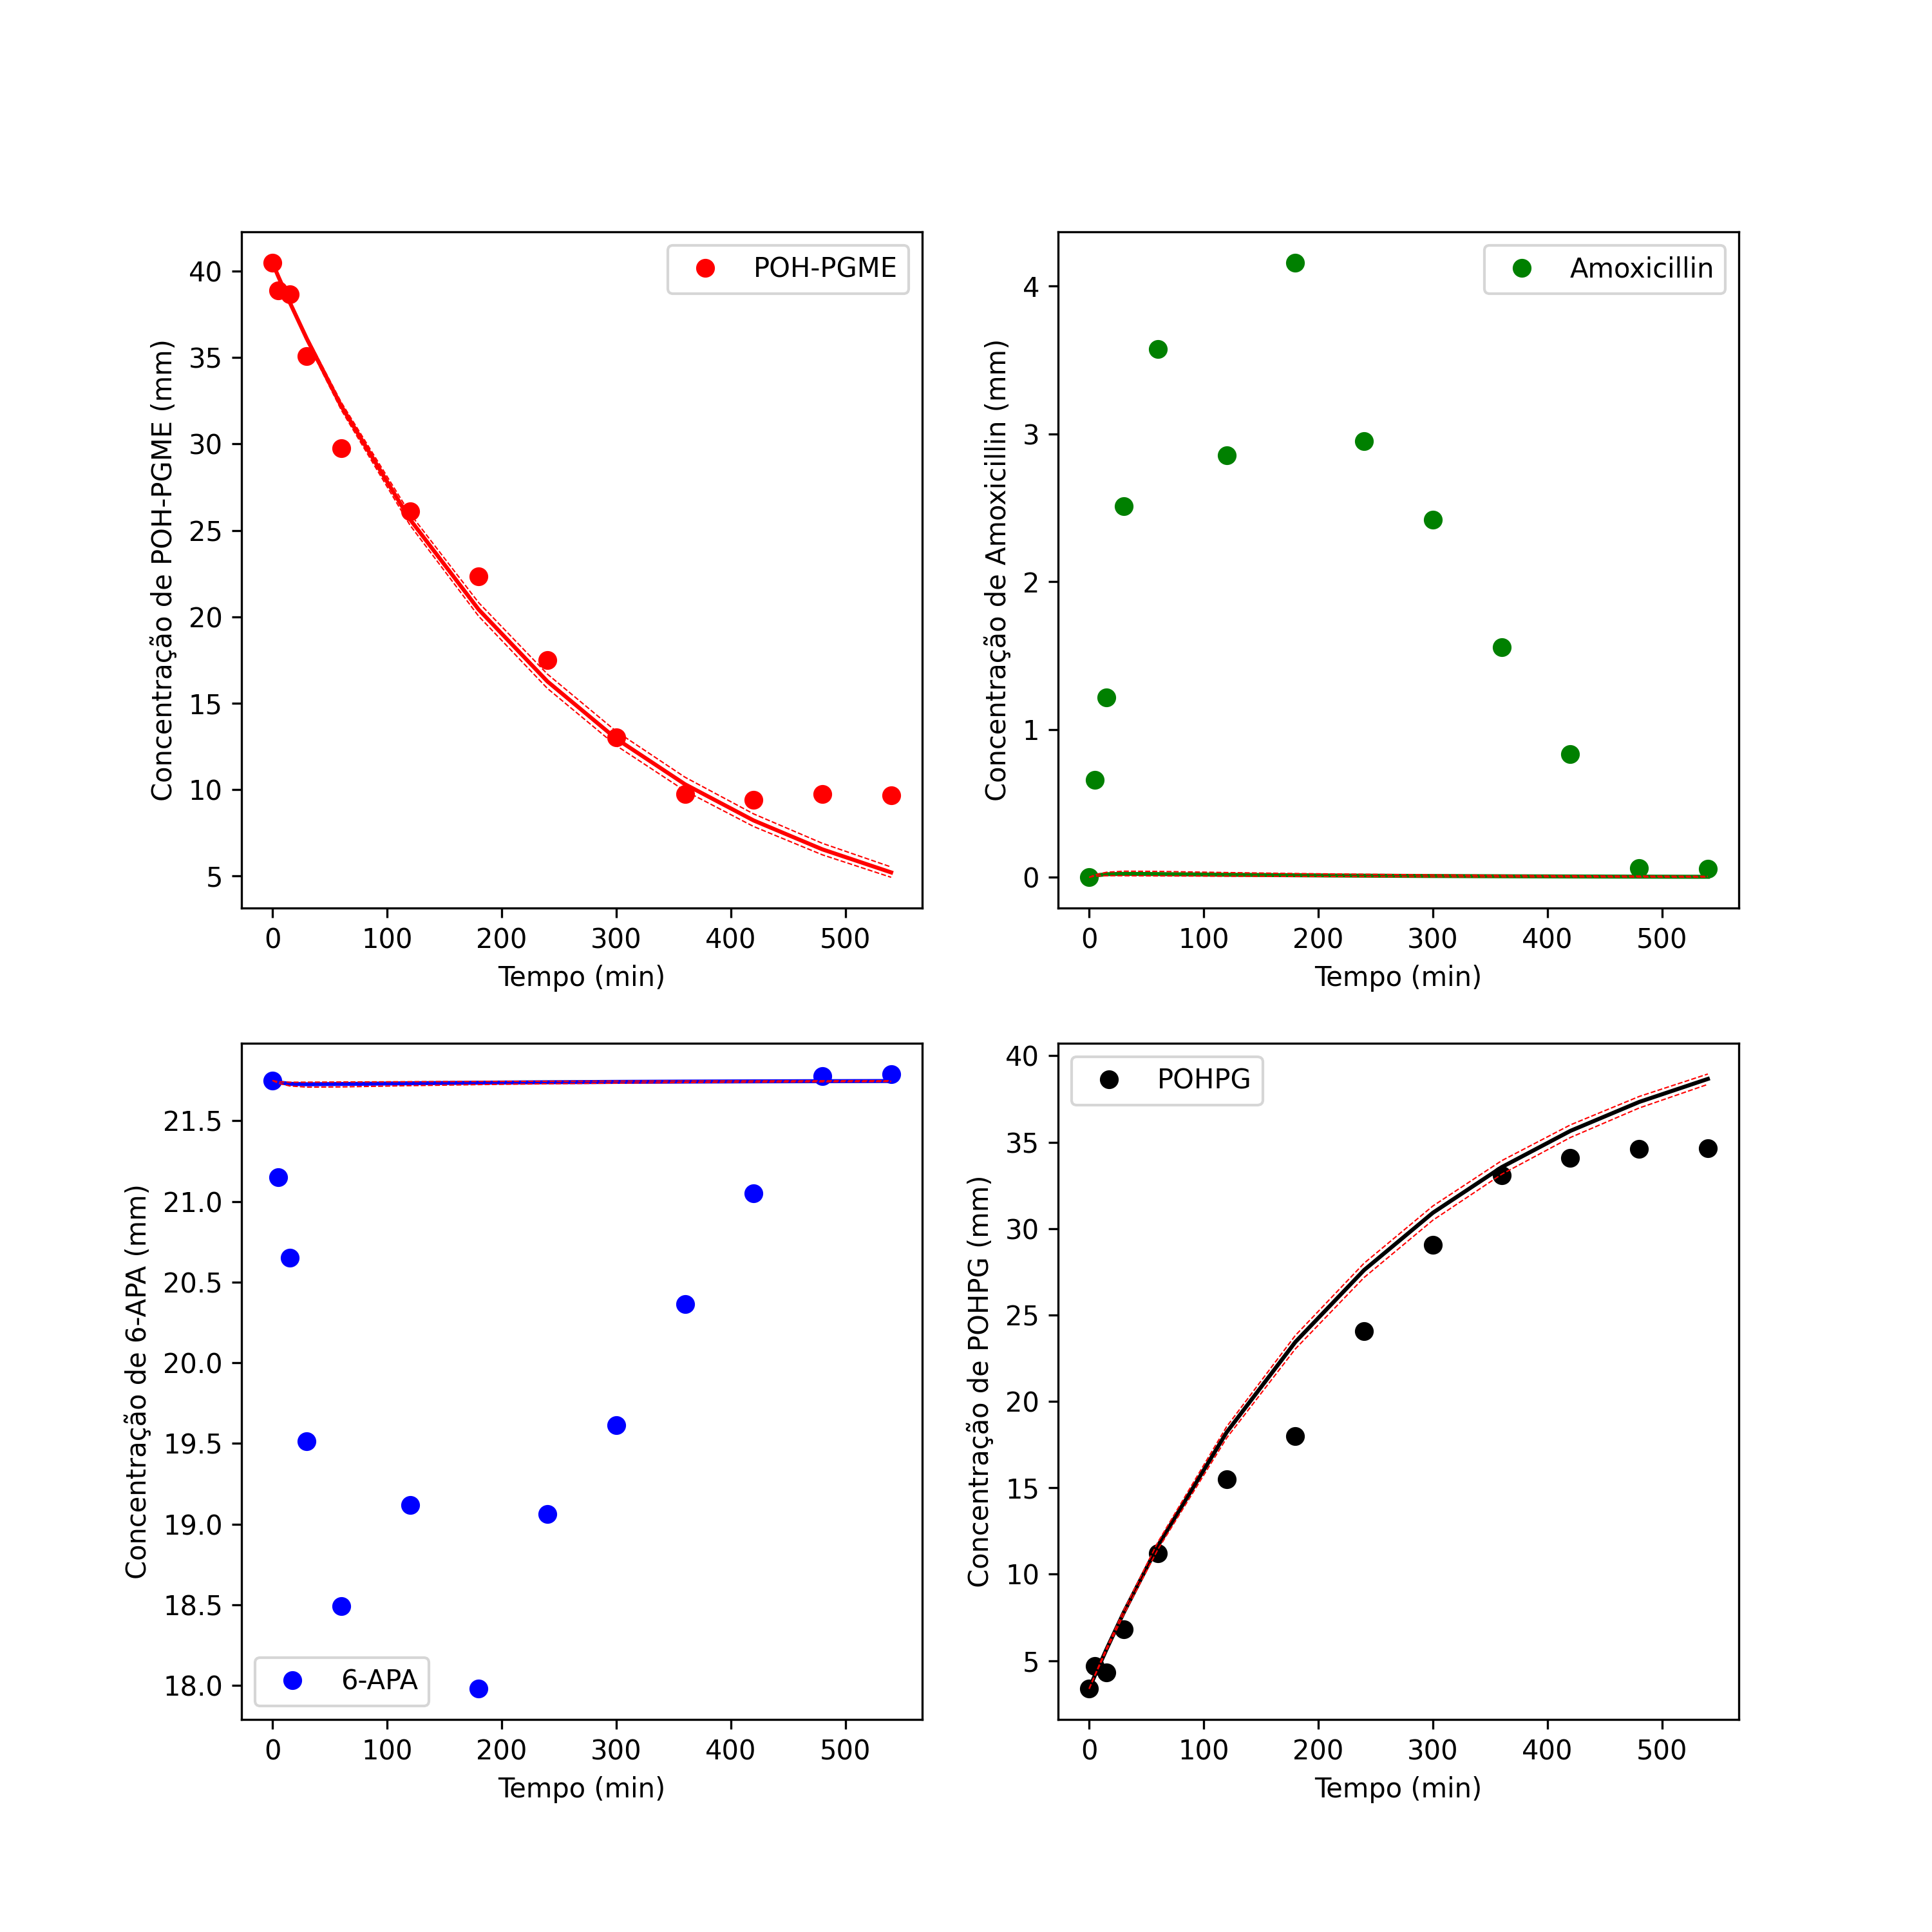 POH-PGME
Concentração de POH-PGME (mm)
40
35
30
25
20
15
10
5
0 100 200 300 400 500
Tempo (min)
Amoxicillin
Concentração de Amoxicillin (mm)
4
3
2
1
0
0 100 200 300 400 500
Tempo (min)
6-APA
Concentração de 6-APA (mm)
21.5
21.0
20.5
20.0
19.5
19.0
18.5
18.0
0 100 200 300 400 500
Tempo (min)
POHPG
Concentração de POHPG (mm)
40
35
30
25
20
15
10
5
0 100 200 300 400 500
Tempo (min)